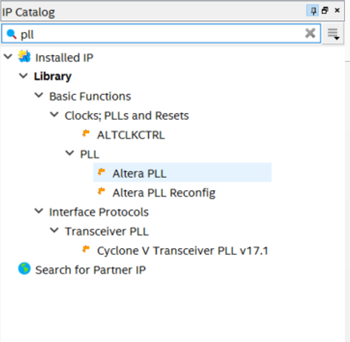 IP Catalog
pll
Installed IP
Library
Basic Functions
Clocks; PLLs and Resets
ALTCLKCTRL
PLL
Altera PLL
Altera PLL Reconfig
Interface Protocols
Transceiver PLL
Cyclone V Transceiver PLL v17.1
Search for Partner IP